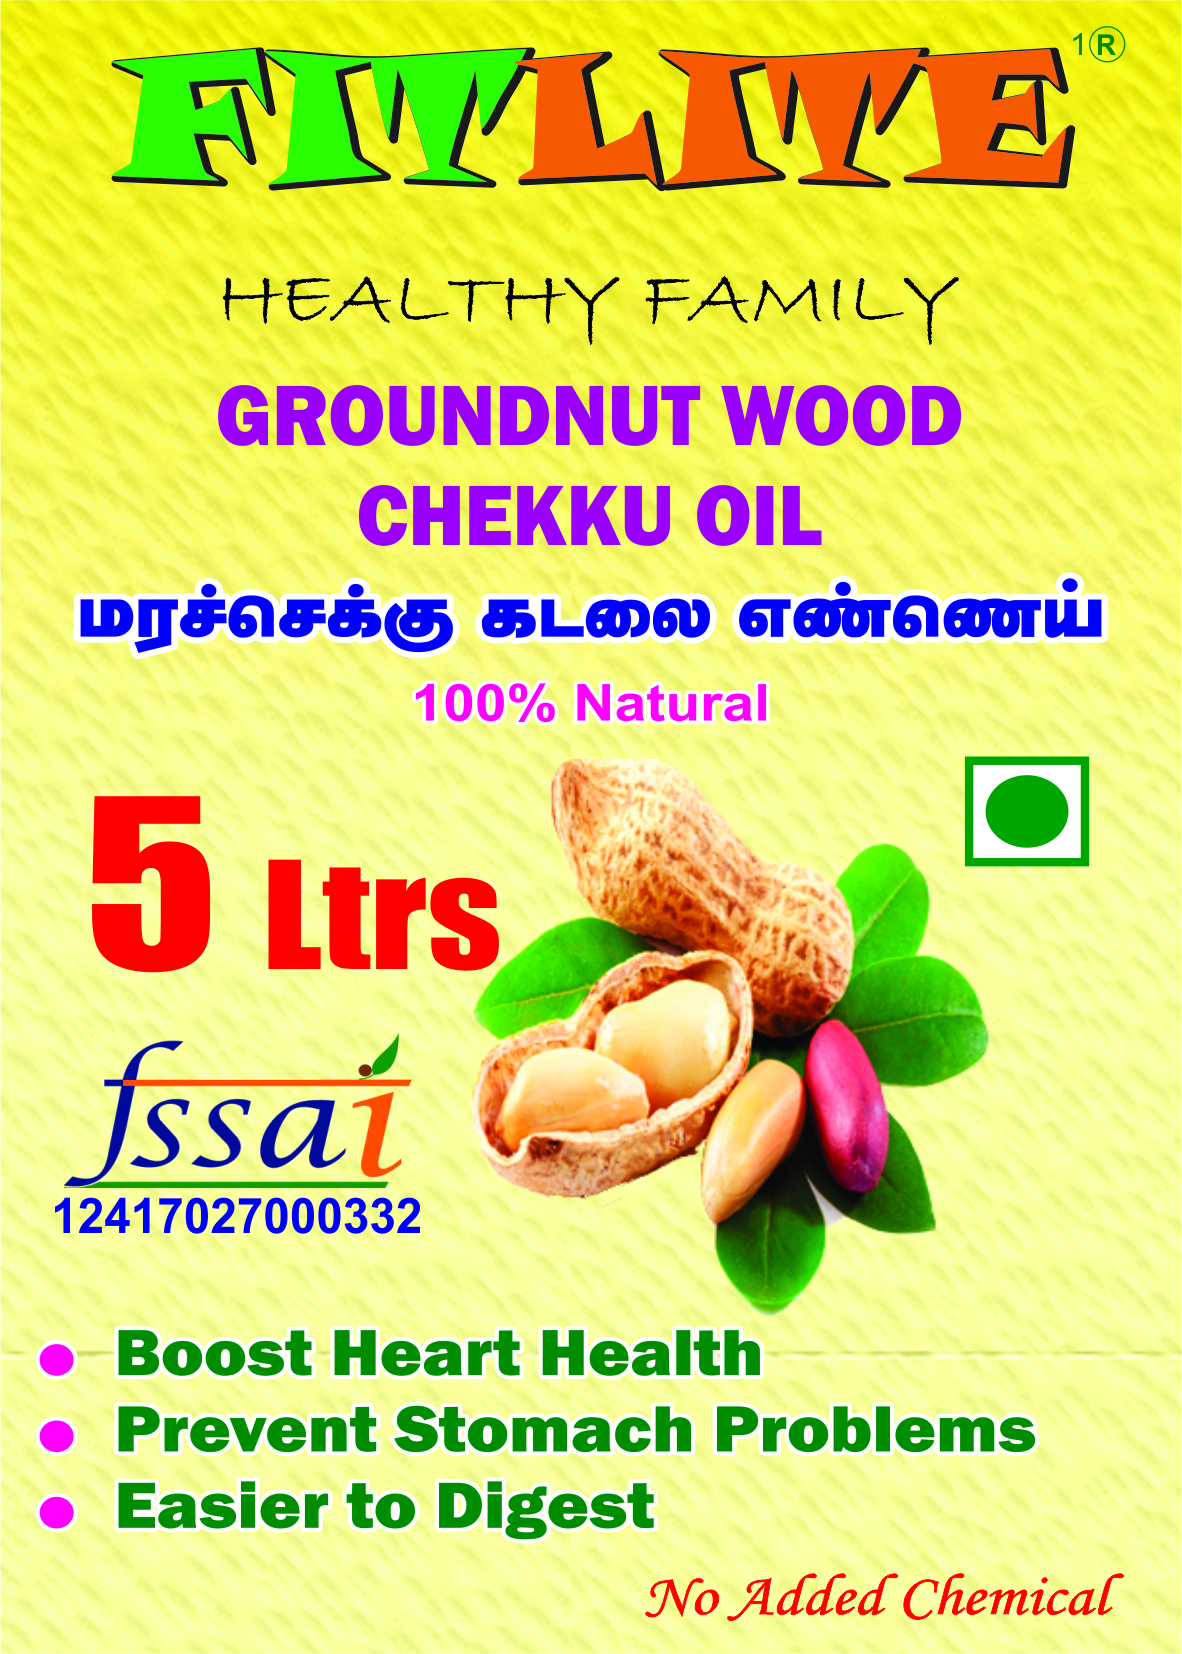 FITLITE 1®
HEALTHY FAMILY
GROUNDNUT WOOD
CHEKKU OIL
மரச்செக்கு கடலை எண்ணெய்
100% Natural
5 Ltrs
fssai
12417027000332
Boost Heart Health
Prevent Stomach Problems
Easier to Digest
No Added Chemical